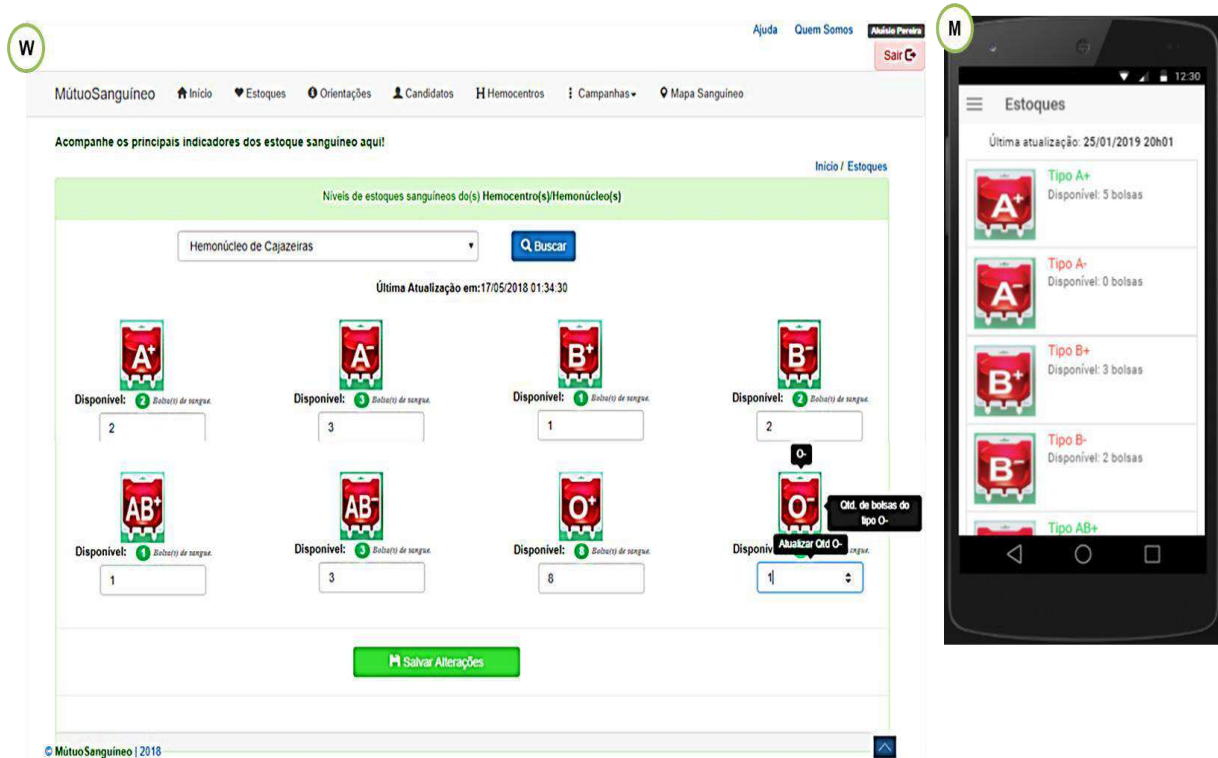 W
Ajuda Quem Somos Aluísio Pereira
Sair
MútuoSanguíneo Início Estoques Orientações Candidatos H Hemocentros Campanhas Mapa Sanguíneo
Acompanhe os principais indicadores dos estoque sanguíneo aqui!
Início / Estoques
Níveis de estoques sanguíneos do(s) Hemocentro(s)/Hemonúcleo(s)
Hemonúcleo de Cajazeiras
Buscar
Última Atualização em:17/05/2018 01:34:30
A+ A- B+ B-
Disponível: 2 Bolsa(s) de sangue. Disponível: 3 Bolsa(s) de sangue. Disponível: 1 Bolsa(s) de sangue. Disponível: 2 Bolsa(s) de sangue.
2 3 1 2
O-
AB+ AB- O+ O-
Qtd. de bolsas do
tipo O-
Atualizar Qtd O-
Disponível: 1 Bolsa(s) de sangue. Disponível: 3 Bolsa(s) de sangue. Disponível: 8 Bolsa(s) de sangue. Disponív
1 3 8 1
Salvar Alterações
© MútuoSanguíneo | 2018
M
12:30
Estoques
Última atualização: 25/01/2019 20h01
A+ Tipo A+
Disponível: 5 bolsas
A- Tipo A-
Disponível: 0 bolsas
B+ Tipo B+
Disponível: 3 bolsas
B- Tipo B-
Disponível: 2 bolsas
Tipo AB+